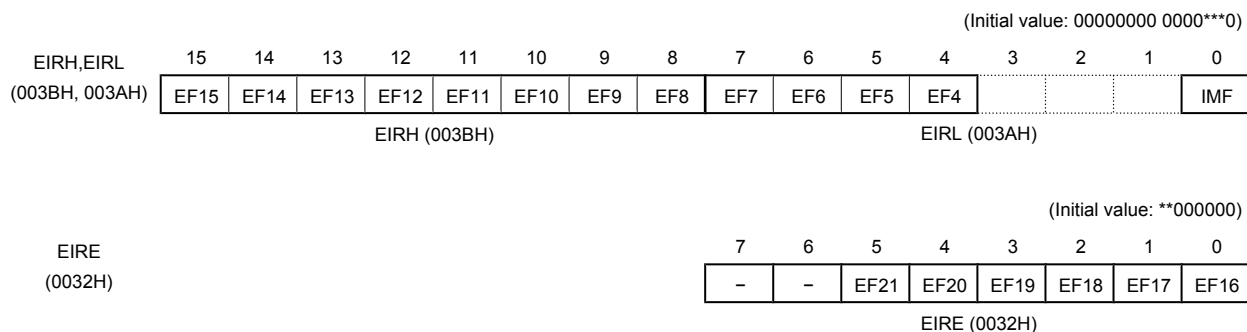 (Initial value: 00000000 0000***0)
EIRH,EIRL
(003BH, 003AH)
15 14 13 12 11 10 9 8 7 6 5 4 3 2 1 0
EF15 EF14 EF13 EF12 EF11 EF10 EF9 EF8 EF7 EF6 EF5 EF4 IMF
EIRH (003BH) EIRL (003AH)
(Initial value: **000000)
EIRE
(0032H)
7 6 5 4 3 2 1 0
– – EF21 EF20 EF19 EF18 EF17 EF16
EIRE (0032H)